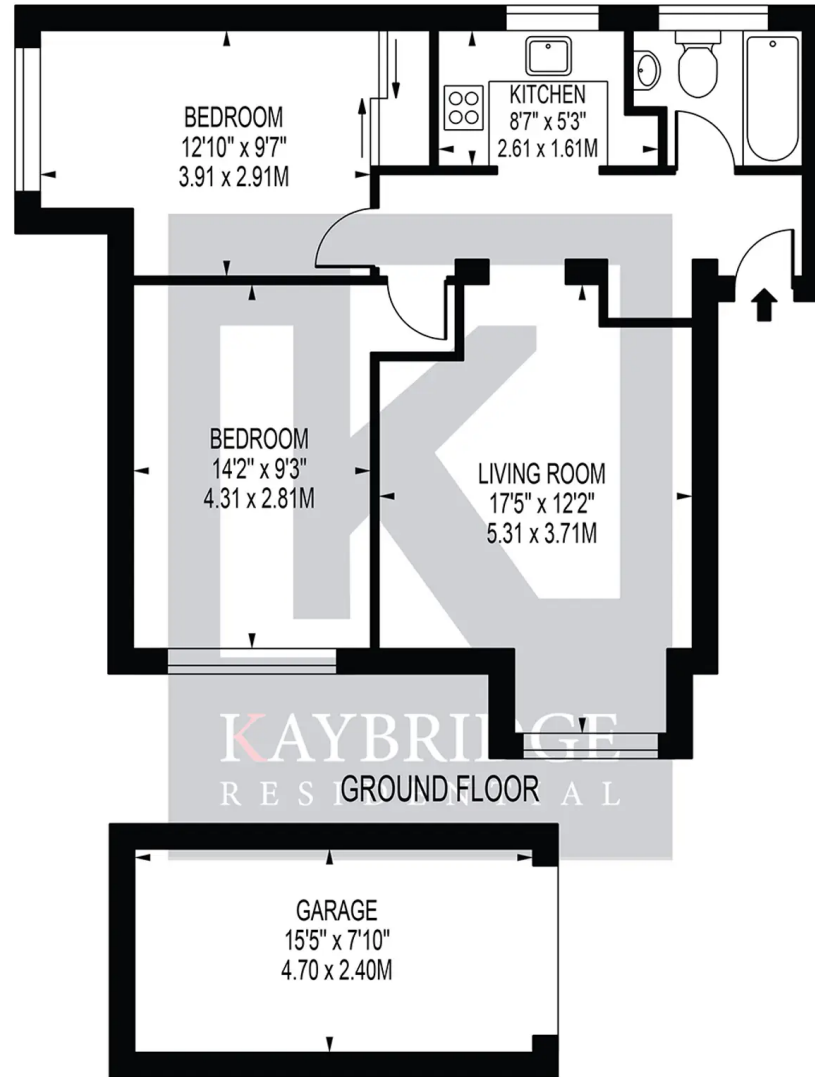 BEDROOM
12'10" x 9'7"
3.91 x 2.91M
KITCHEN
8'7" x 5'3"
2.61 x 1.61M
BEDROOM
14'2" x 9'3"
4.31 x 2.81M
LIVING ROOM
17'5" x 12'2"
5.31 x 3.71M
KAYBRIDGE
RESIDENTIAL
GROUND FLOOR
GARAGE
15'5" x 7'10"
4.70 x 2.40M